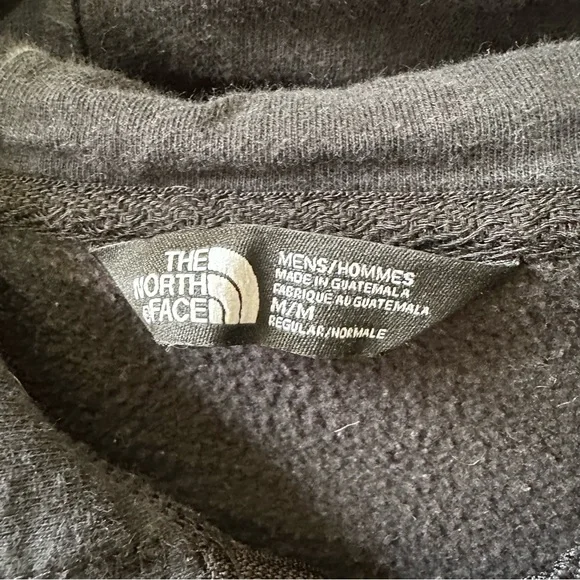 THE
NORTH
FACE
MENS/HOMMES
MADE IN GUATEMALA
FABRIQUE AU GUATEMALA
M/M
REGULAR/NORMALE